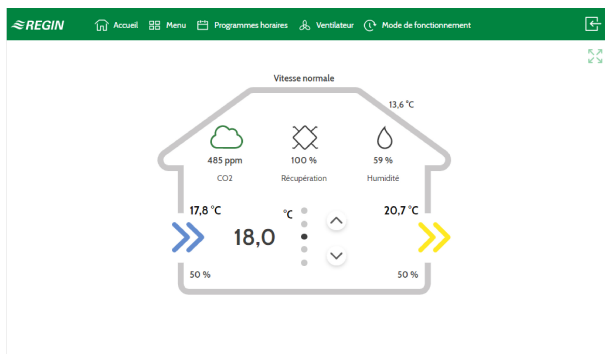 REGIN Accueil Menu Programmes horaires Ventilateur Mode de fonctionnement
Vitesse normale
13,6 °C
485 ppm 100 % 59 %
CO2 Récupération Humidité
17,8 °C °C 20,7 °C
18,0
50 % 50 %